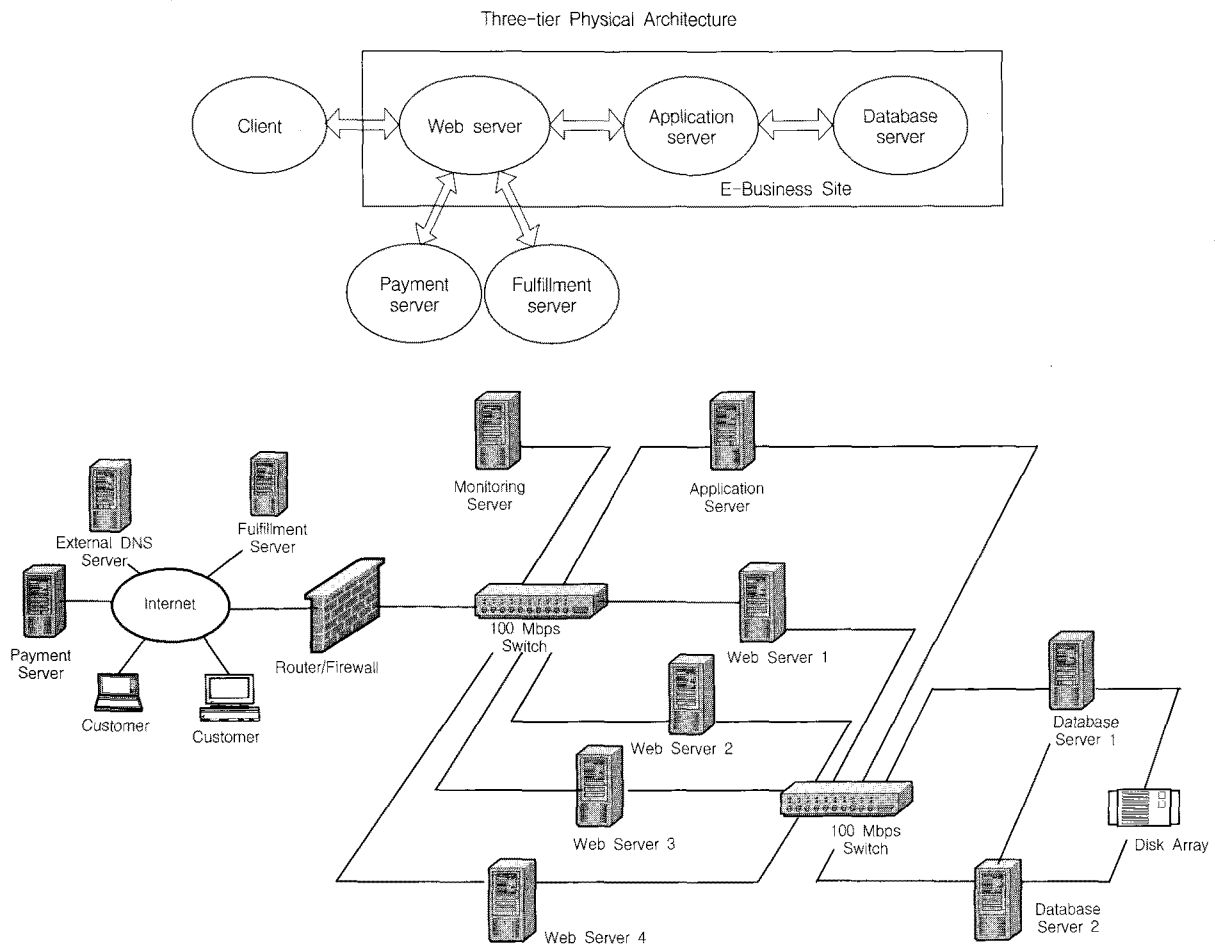 Three-tier Physical Architecture
Client
Web server
Application
server
Database
server
E-Business Site
Payment
server
Fulfillment
server
Monitoring
Server
Application
Server
External DNS
Server
Fulfillment
Server
Internet
Payment
Server
Router/Firewall
100 Mbps
Switch
Web Server 1
Customer
Customer
Web Server 2
Database
Server 1
Web Server 3
100 Mbps
Switch
Disk Array
Web Server 4
Database
Server 2